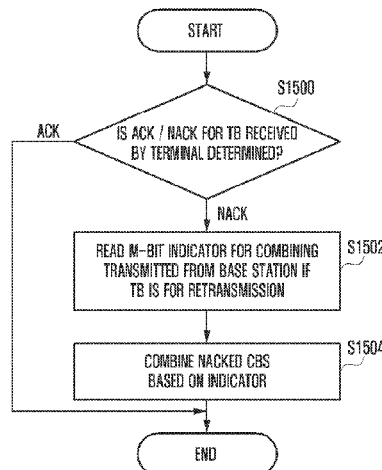 START
S1500
IS ACK / NACK FOR TB RECEIVED
BY TERMINAL DETERMINED?
ACK
NACK
S1502
READ M-BIT INDICATOR FOR COMBINING
TRANSMITTED FROM BASE STATION IF
TB IS FOR RETRANSMISSION
S1504
COMBINE NACKED CBS
BASED ON INDICATOR
END